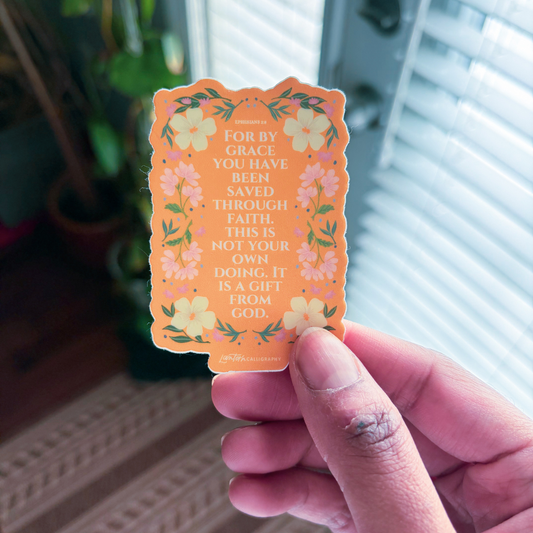 FOR BY
GRACE
YOU HAVE
BEEN
SAVED
THROUGH
FAITH.
THIS IS
NOT YOUR
OWN
DOING. IT
IS A GIFT
FROM
GOD.